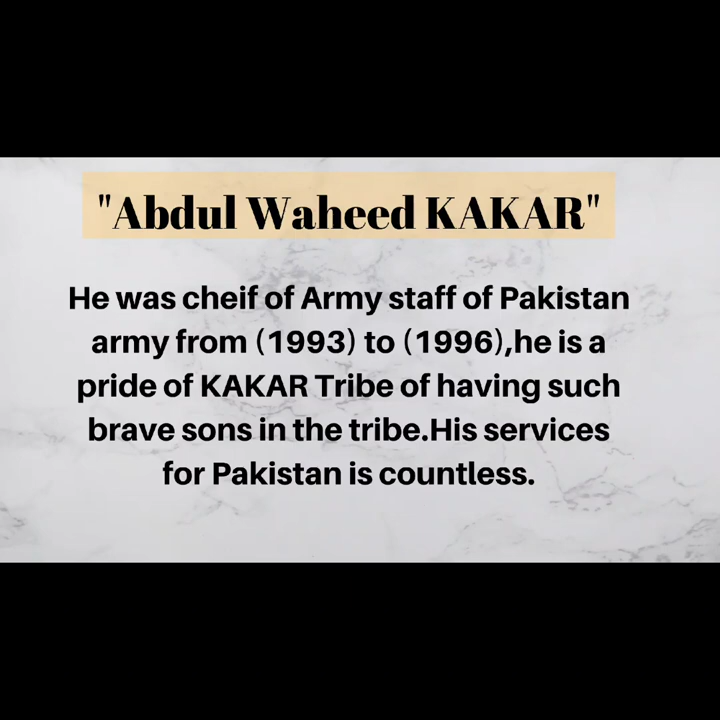 "Abdul Waheed KAKAR"
He was cheif of Army staff of Pakistan
army from (1993) to (1996),he is a
pride of KAKAR Tribe of having such
brave sons in the tribe.His services
for Pakistan is countless.